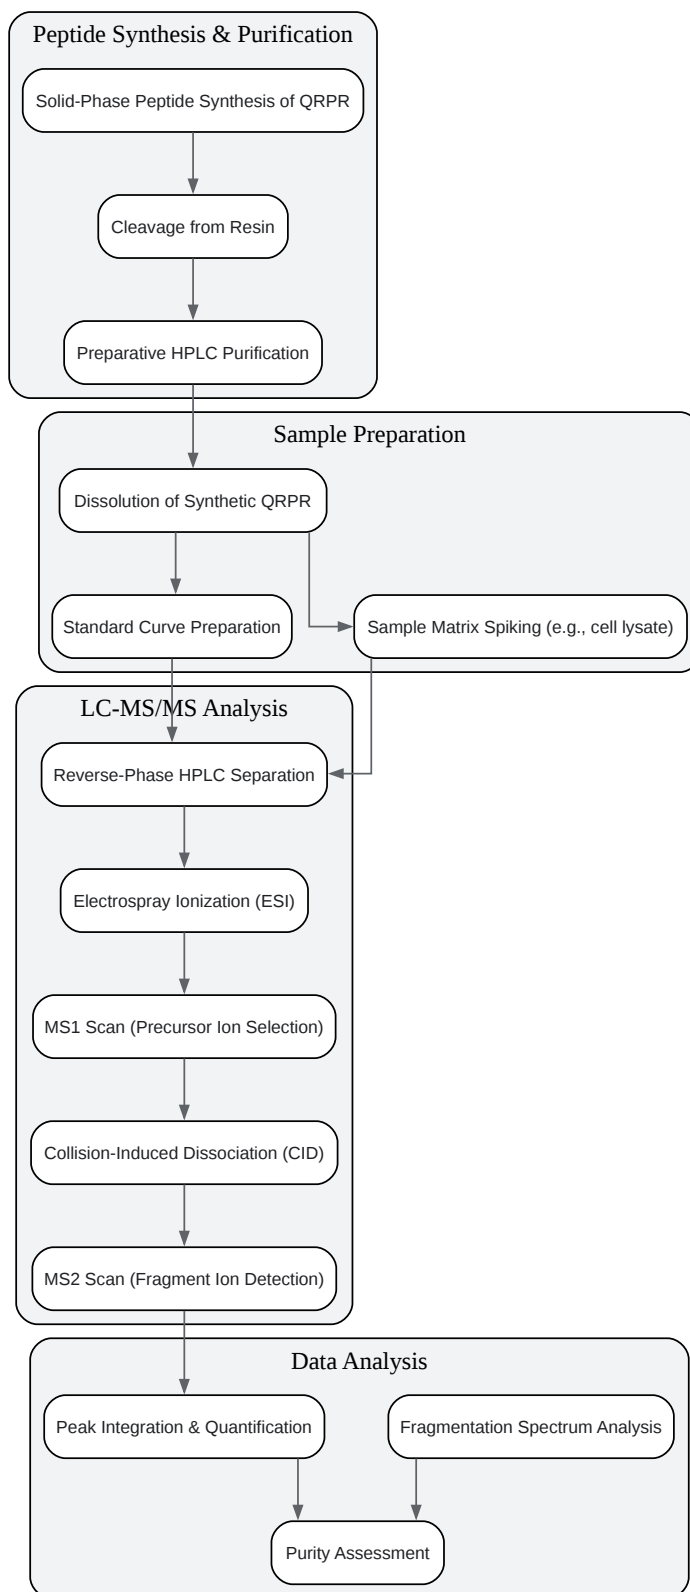 Peptide Synthesis & Purification
Solid-Phase Peptide Synthesis of QRPR
Cleavage from Resin
Preparative HPLC Purification
Sample Preparation
Dissolution of Synthetic QRPR
Standard Curve Preparation
Sample Matrix Spiking (e.g., cell lysate)
LC-MS/MS Analysis
Reverse-Phase HPLC Separation
Electrospray Ionization (ESI)
MS1 Scan (Precursor Ion Selection)
Collision-Induced Dissociation (CID)
MS2 Scan (Fragment Ion Detection)
Data Analysis
Peak Integration & Quantification
Fragmentation Spectrum Analysis
Purity Assessment